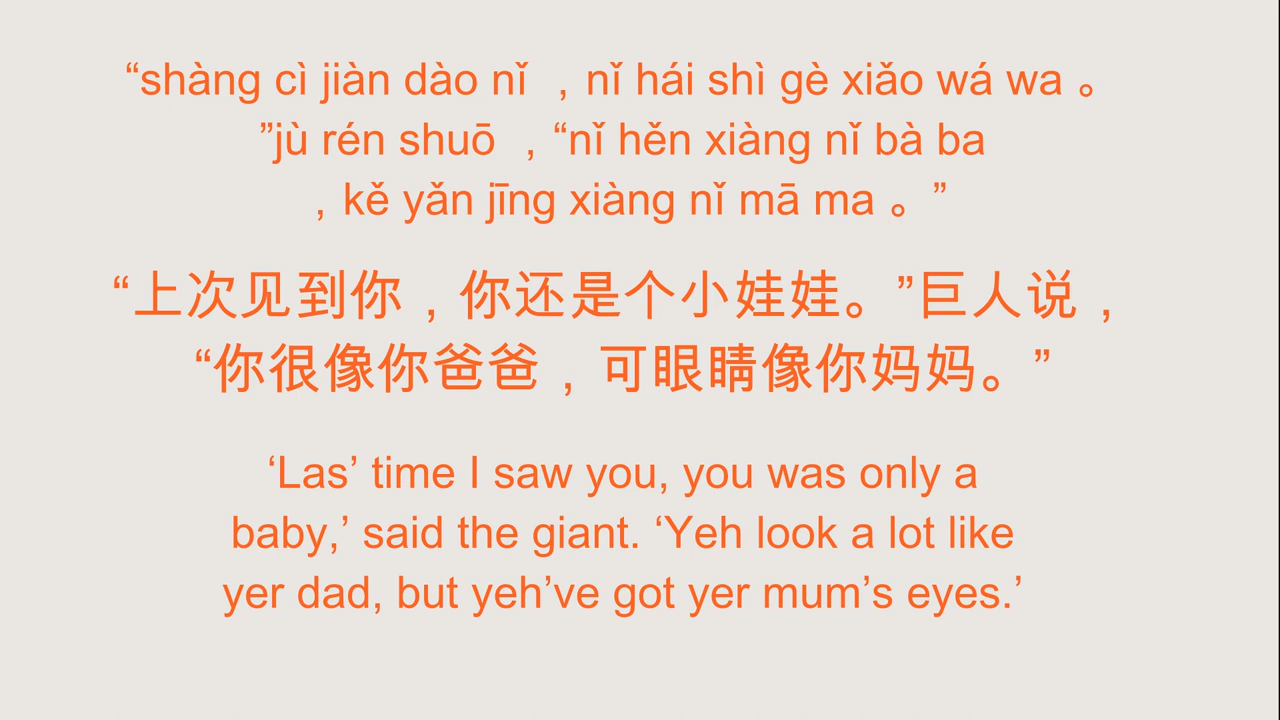 “shàng cì jiàn dào nǐ ，nǐ hái shì gè xiǎo wá wa 。
”jù rén shuō ，“nǐ hěn xiàng nǐ bà ba
，kě yǎn jīng xiàng nǐ mā ma 。”
“上次见到你，你还是个小娃娃。”巨人说，
“你很像你爸爸，可眼睛像你妈妈。”
‘Las’ time I saw you, you was only a
baby,’ said the giant. ‘Yeh look a lot like
yer dad, but yeh’ve got yer mum’s eyes.’